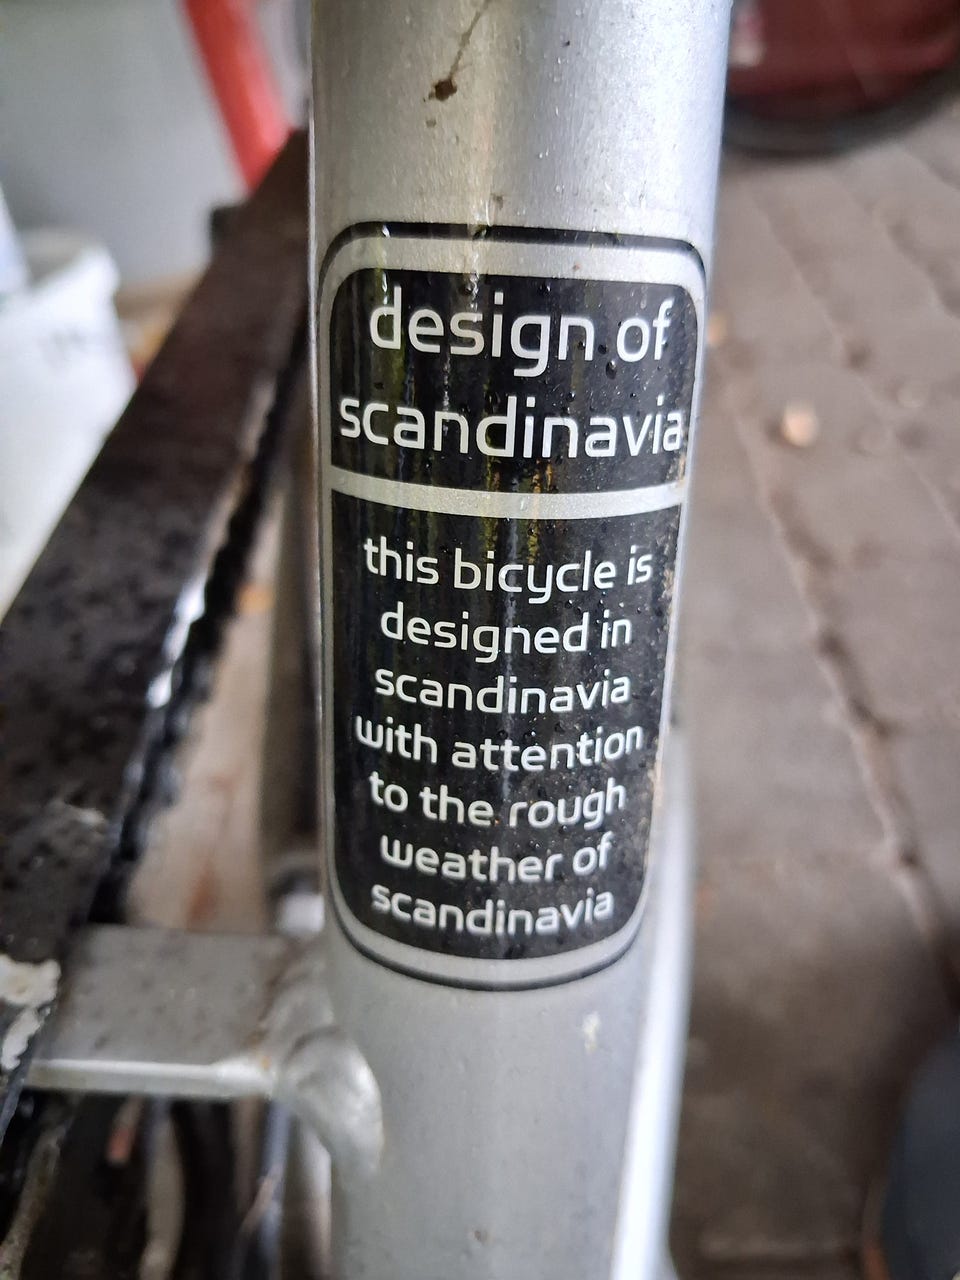 design of
scandinavia
this bicycle is
designed in
scandinavia
with attention
to the rough
weather of
scandinavia